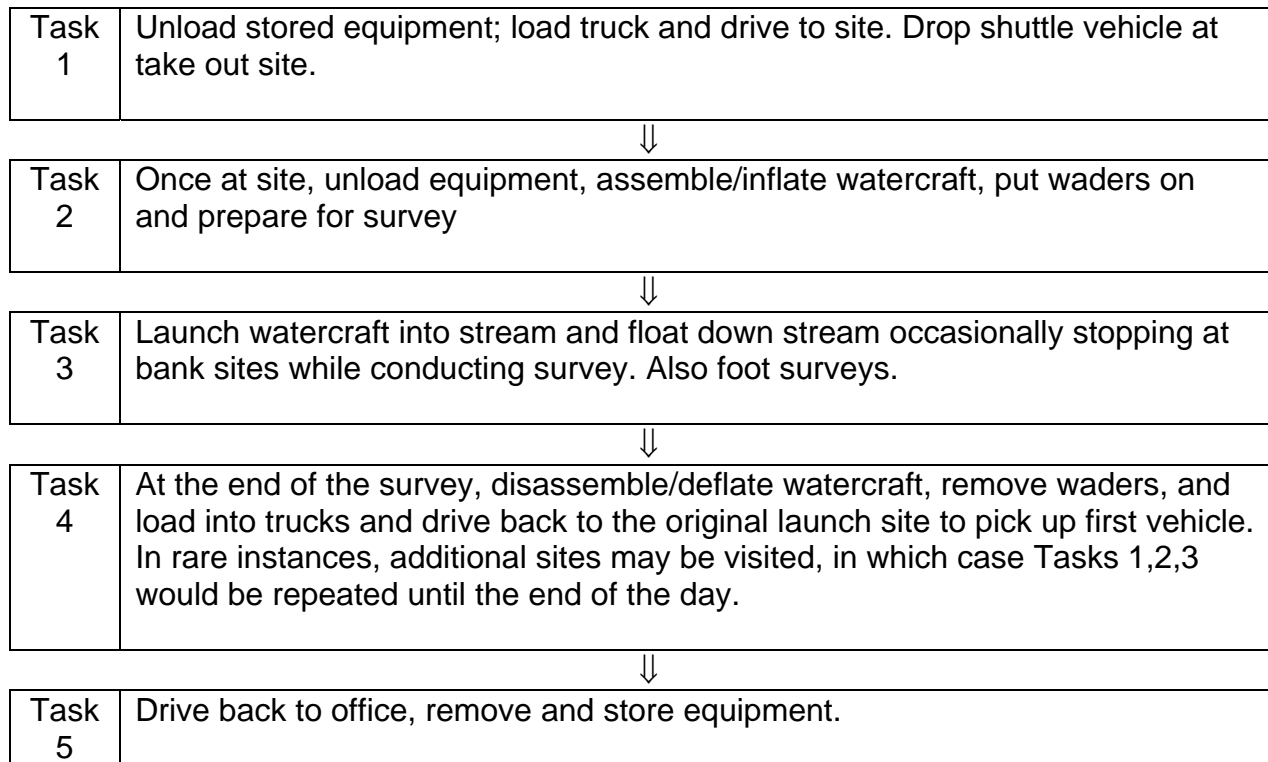 Task Unload stored equipment; load truck and drive to site. Drop shuttle vehicle at
1 take out site.
⇓
Task Once at site, unload equipment, assemble/inflate watercraft, put waders on
2 and prepare for survey
⇓
Task Launch watercraft into stream and float down stream occasionally stopping at
3 bank sites while conducting survey. Also foot surveys.
⇓
Task At the end of the survey, disassemble/deflate watercraft, remove waders, and
4 load into trucks and drive back to the original launch site to pick up first vehicle.
In rare instances, additional sites may be visited, in which case Tasks 1,2,3
would be repeated until the end of the day.
⇓
Task Drive back to office, remove and store equipment.
5